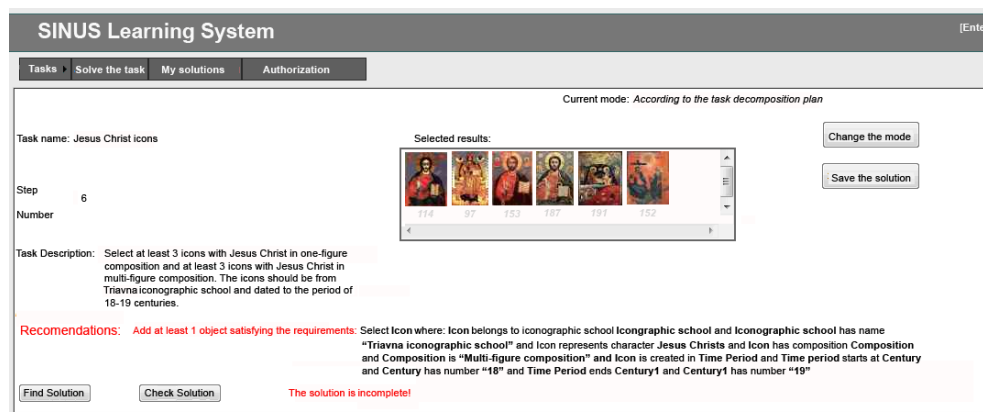 SINUS Learning System
[Ente
Tasks Solve the task My solutions Authorization
Current mode: According to the task decomposition plan
Task name: Jesus Christ icons
Selected results:
Change the mode
114 97 153 187 191 152
Save the solution
Step
6
Number
Task Description: Select at least 3 icons with Jesus Christ in one-figure
composition and at least 3 icons with Jesus Christ in
multi-figure composition. The icons should be from
Triavna iconographic school and dated to the period of
18-19 centuries.
Recomendations: Add at least 1 object satisfying the requirements: Select Icon where: Icon belongs to iconographic school Icongraphic school and Iconographic school has name
“Triavna iconographic school” and Icon represents character Jesus Christs and Icon has composition Composition
and Composition is “Multi-figure composition” and Icon is created in Time Period and Time period starts at Century
and Century has number “18” and Time Period ends Century1 and Century1 has number “19”
Find Solution Check Solution The solution is incomplete!